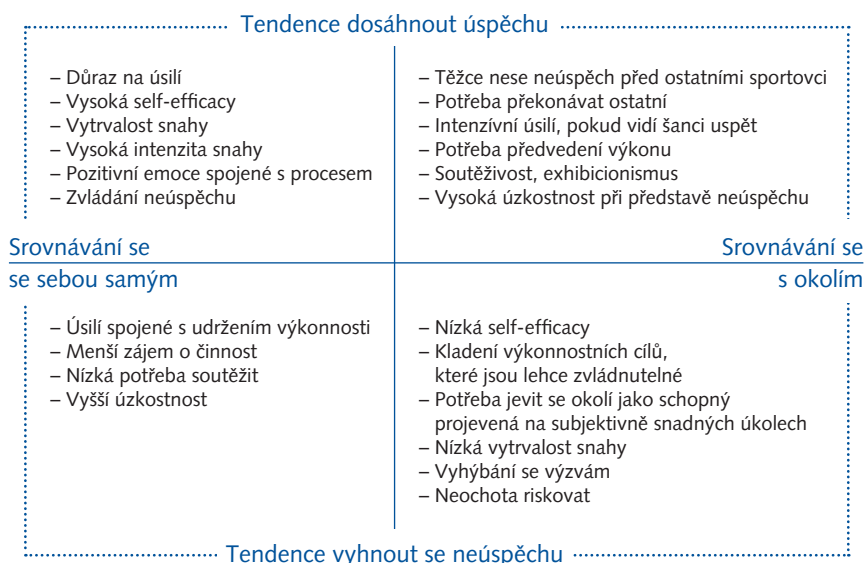 Tendence dosáhnout úspěchu
– Důraz na úsilí
– Vysoká self-efficacy
– Vytrvalost snahy
– Vysoká intenzita snahy
– Pozitivní emoce spojené s procesem
– Zvládání neúspěchu
– Těžce nese neúspěch před ostatními sportovci
– Potřeba překonávat ostatní
– Intenzívní úsilí, pokud vidí šanci uspět
– Potřeba předvedení výkonu
– Soutěživost, exhibicionismus
– Vysoká úzkostnost při představě neúspěchu
Srovnávání se
se sebou samým
Srovnávání se
s okolím
– Úsilí spojené s udržením výkonnosti
– Menší zájem o činnost
– Nízká potřeba soutěžit
– Vyšší úzkostnost
– Nízká self-efficacy
– Kladení výkonnostních cílů,
které jsou lehce zvládnutelné
– Potřeba jevit se okolí jako schopný
projevená na subjektivně snadných úkolech
– Nízká vytrvalost snahy
– Vyhýbání se výzvám
– Neochota riskovat
Tendence vyhnout se neúspěchu